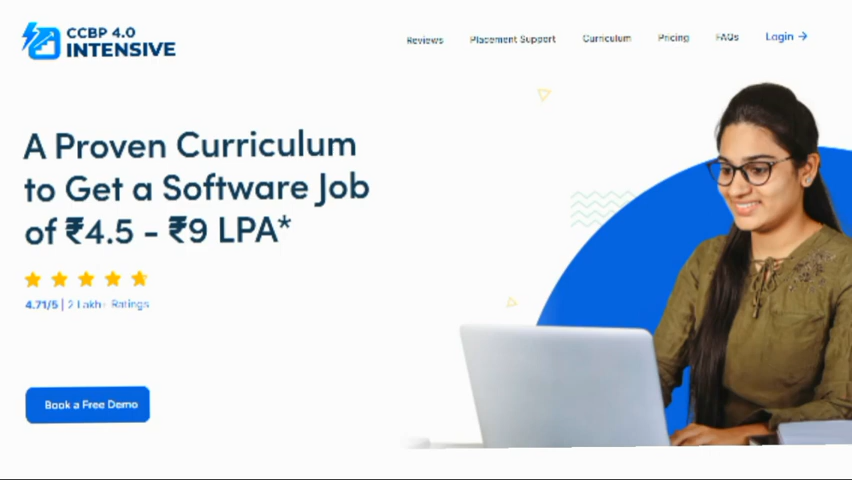 CCBP 4.0
INTENSIVE
Reviews Placement Support Curriculum Pricing FAQs Login →
A Proven Curriculum
to Get a Software Job
of ₹4.5 - ₹9 LPA*
4.71/5 | 2 Lakh+ Ratings
Book a Free Demo